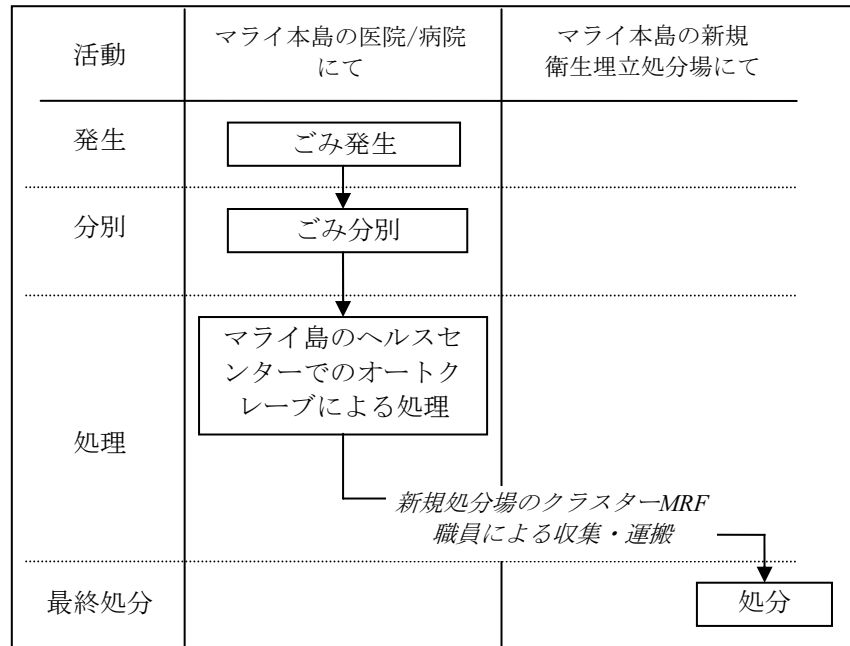 活動
マライ本島の医院/病院
にて
マライ本島の新規
衛生埋立処分場にて
発生
ごみ発生
分別
ごみ分別
処理
マライ島のヘルスセ
ンターでのオートク
レーブによる処理
新規処分場のクラスターMRF
職員による収集・運搬
最終処分
処分